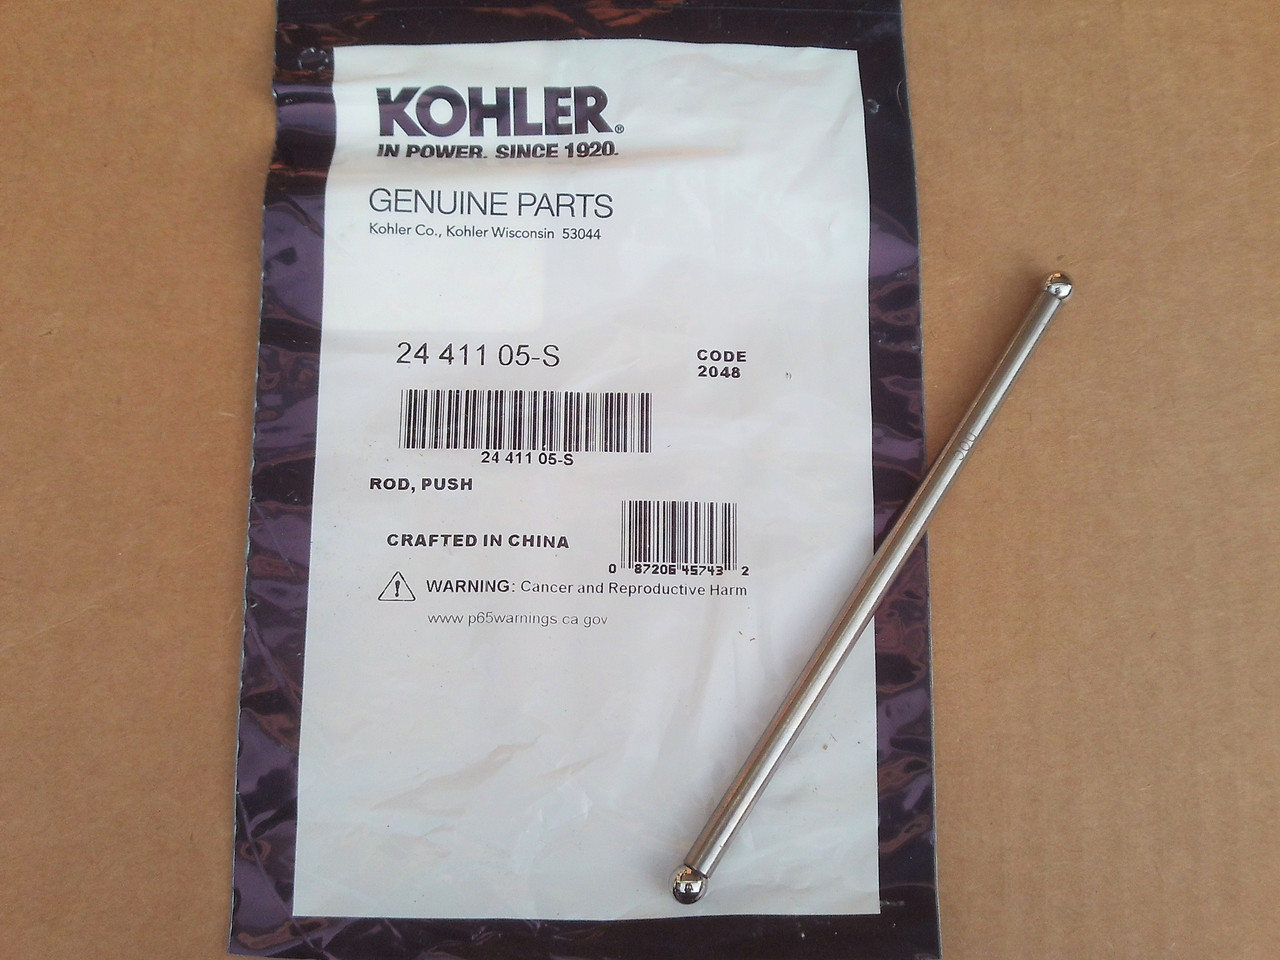 KOHLER®
IN POWER. SINCE 1920.
GENUINE PARTS
Kohler Co., Kohler Wisconsin 53044
24 411 05-S
CODE
2048
24 411 05-S
ROD, PUSH
CRAFTED IN CHINA
0 87206 45743 2
WARNING: Cancer and Reproductive Harm
www p65warnings ca gov